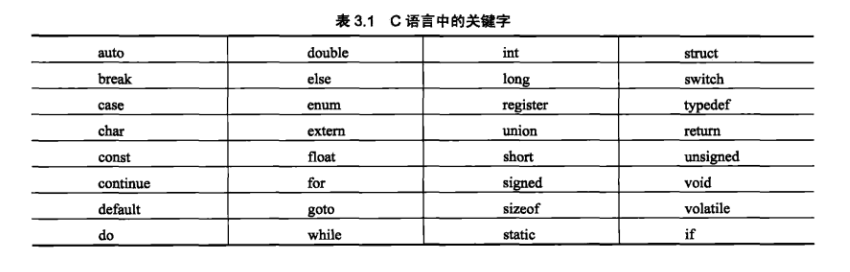 表 3.1 C 语言中的关键字
auto double int struct
break else long switch
case enum register typedef
char extern union return
const float short unsigned
continue for signed void
default goto sizeof volatile
do while static if